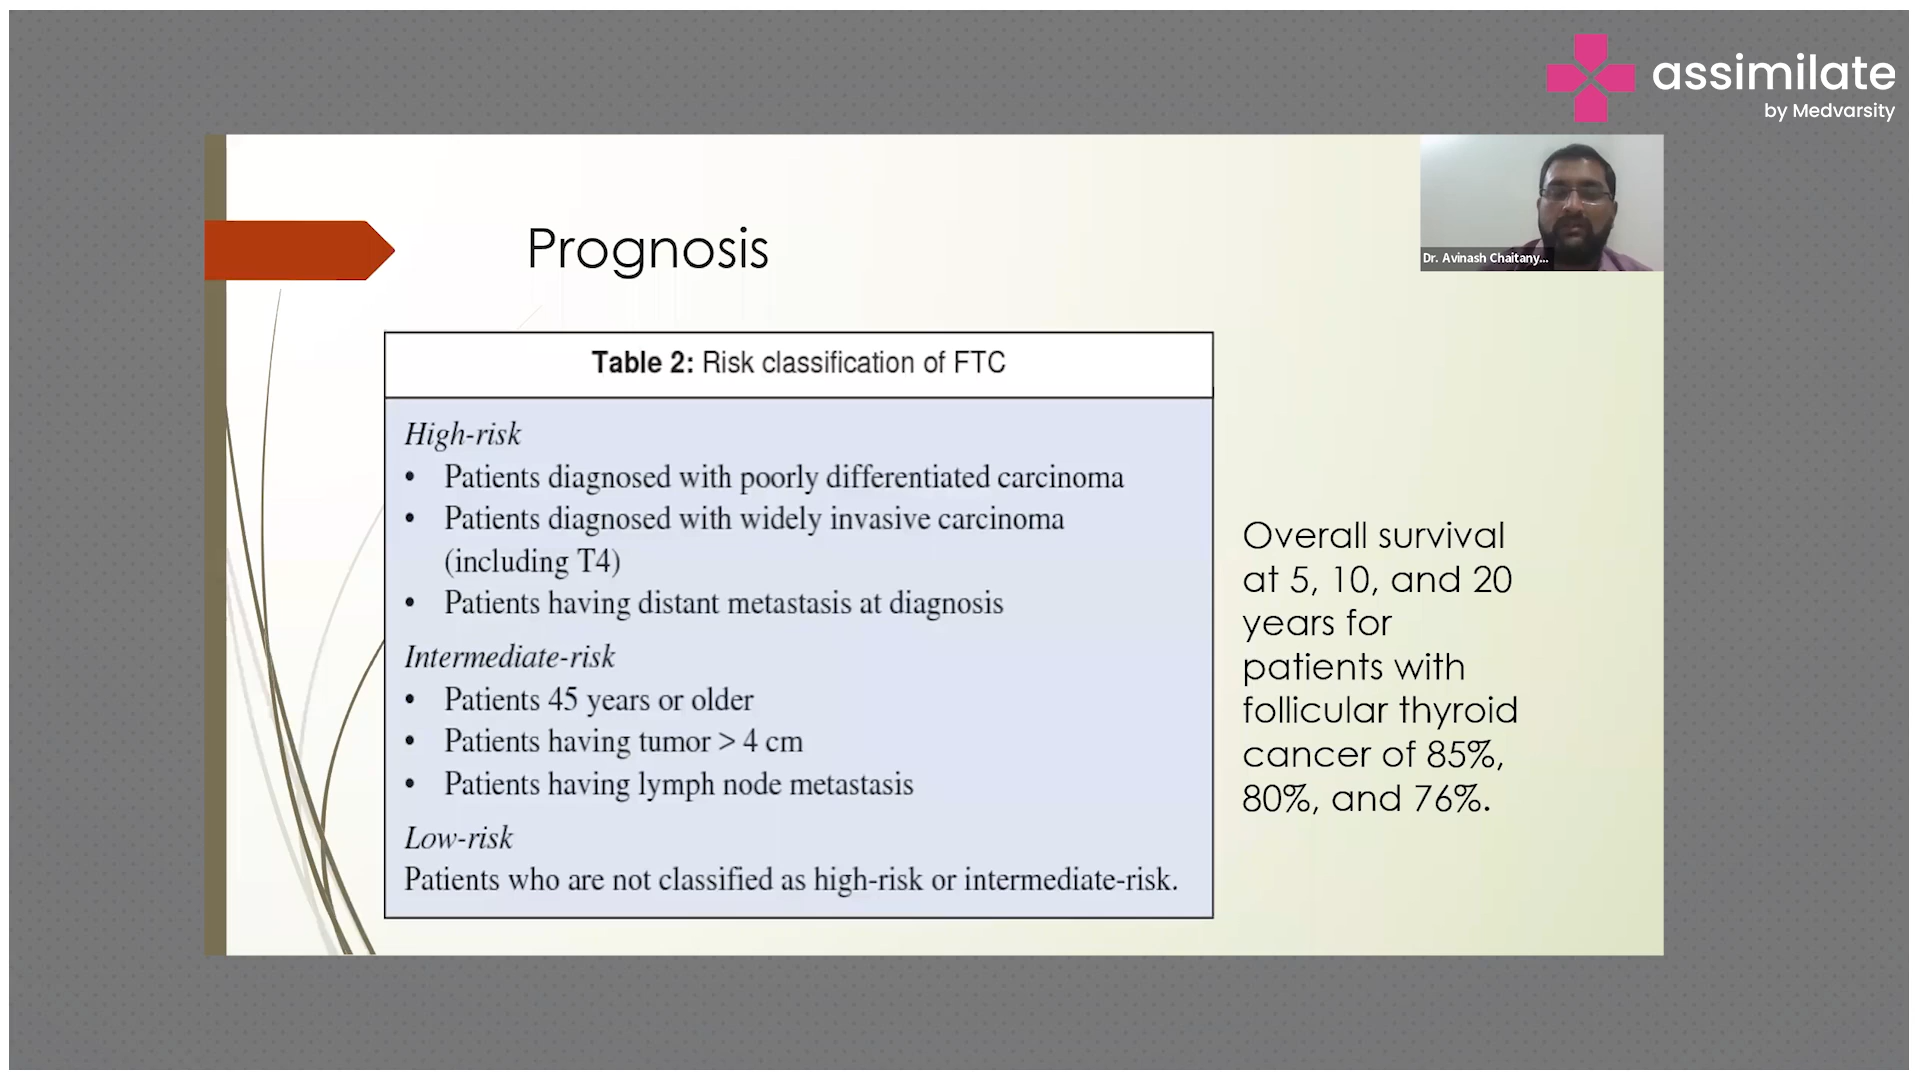 assimilate
by Medvarsity
Dr. Avinash Chaitany...
Prognosis
Table 2: Risk classification of FTC
High-risk
• Patients diagnosed with poorly differentiated carcinoma
• Patients diagnosed with widely invasive carcinoma
(including T4)
• Patients having distant metastasis at diagnosis
Intermediate-risk
• Patients 45 years or older
• Patients having tumor > 4 cm
• Patients having lymph node metastasis
Low-risk
Patients who are not classified as high-risk or intermediate-risk.
Overall survival
at 5, 10, and 20
years for
patients with
follicular thyroid
cancer of 85%,
80%, and 76%.